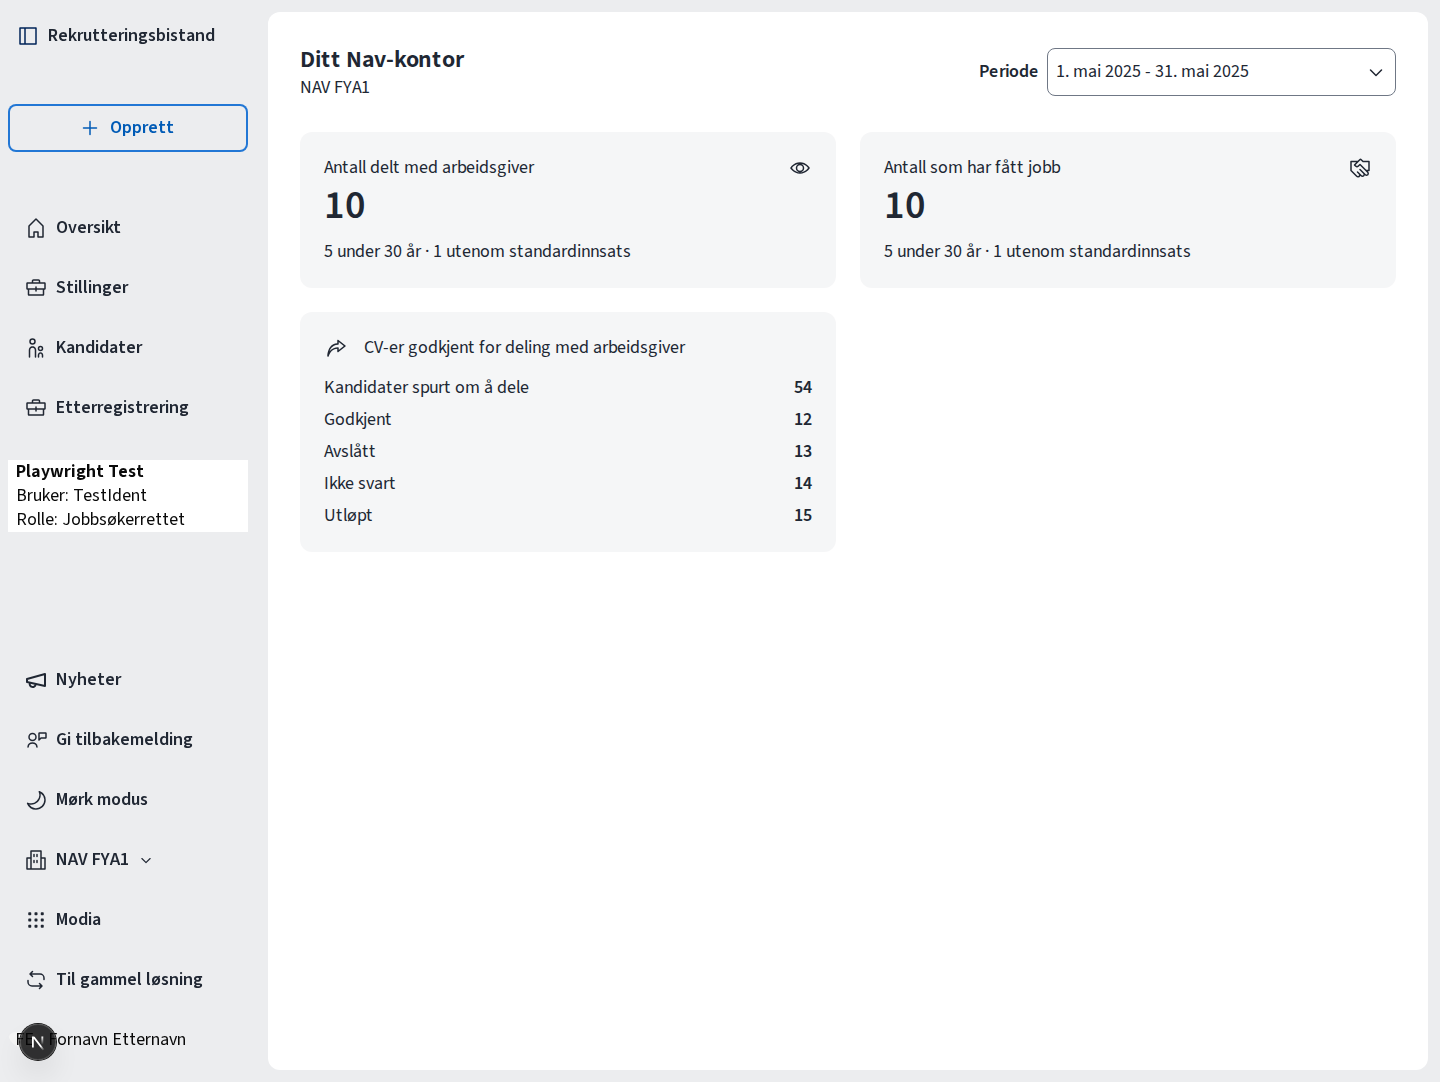 Rekrutteringsbistand
Opprett
Oversikt
Stillinger
Kandidater
Etterregistrering
Playwright Test
Bruker: TestIdent
Rolle: Jobbsøkerrettet
Nyheter
Gi tilbakemelding
Mørk modus
NAV FYA1
Modia
Til gammel løsning
Fornavn Etternavn
Ditt Nav-kontor
NAV FYA1
Periode 1. mai 2025 - 31. mai 2025
Antall delt med arbeidsgiver
10
5 under 30 år · 1 utenom standardinnsats
Antall som har fått jobb
10
5 under 30 år · 1 utenom standardinnsats
CV-er godkjent for deling med arbeidsgiver
Kandidater spurt om å dele 54
Godkjent 12
Avslått 13
Ikke svart 14
Utløpt 15